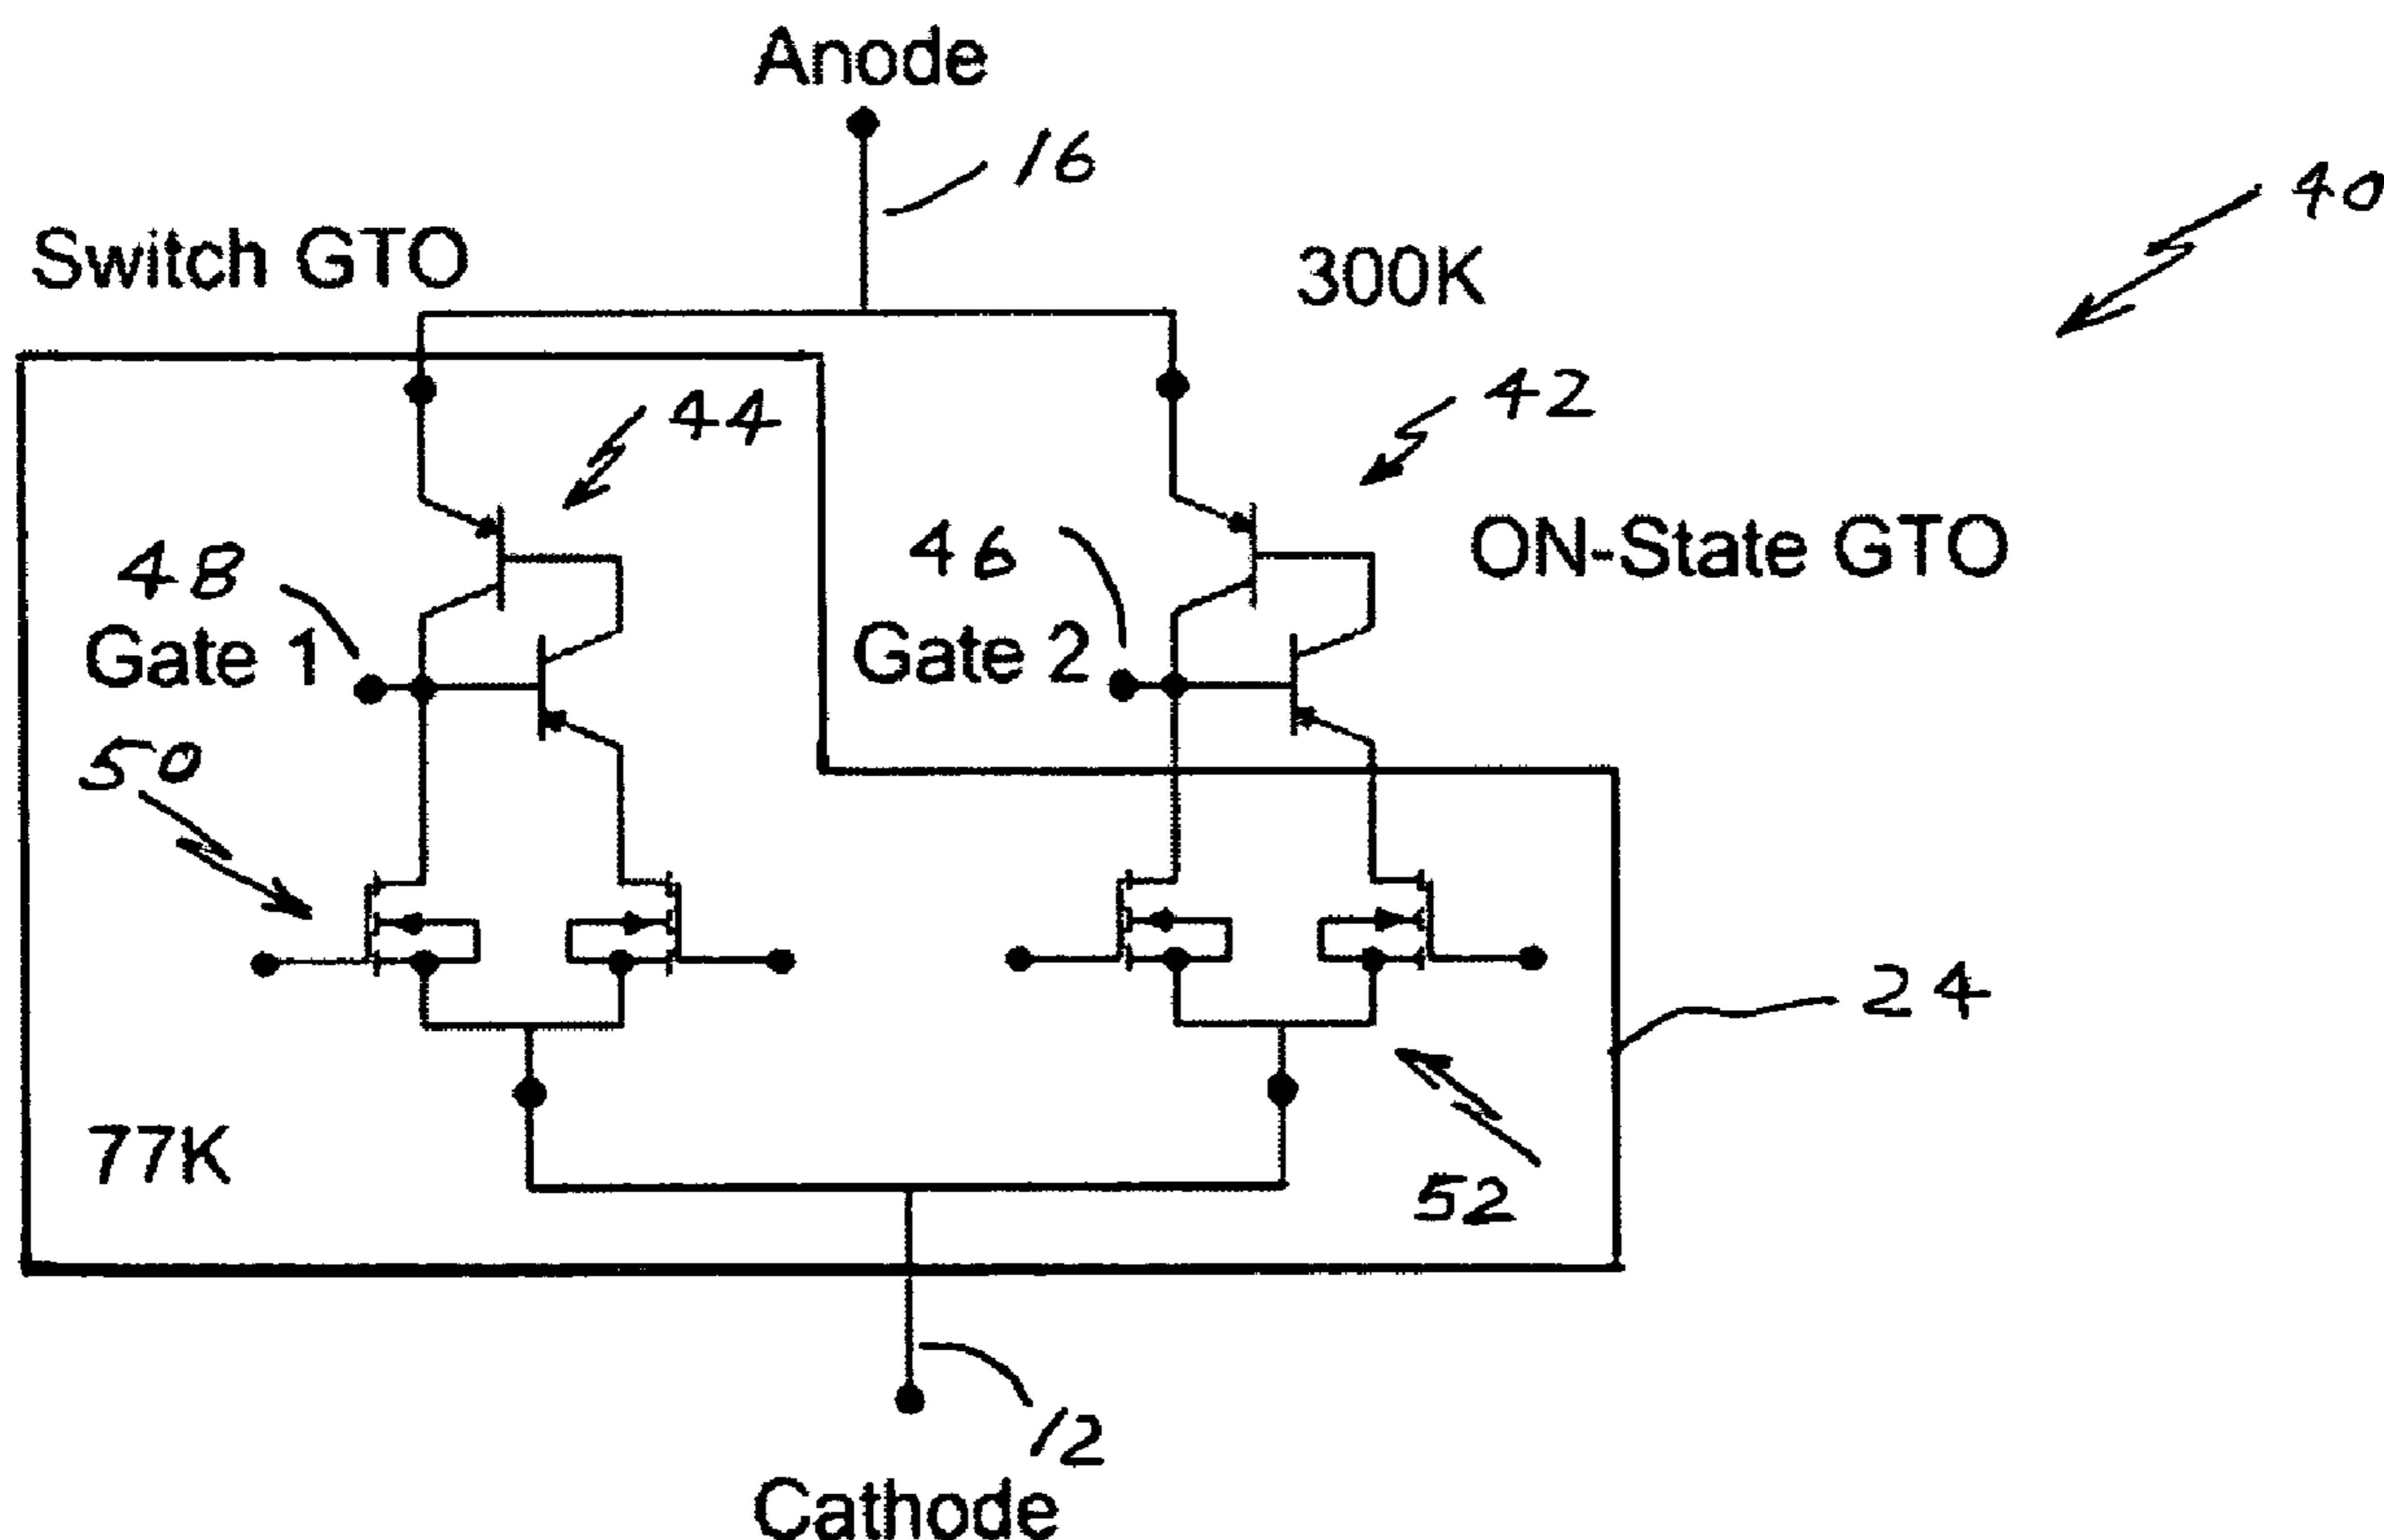 Anode
16
40
Switch GTO
300K
44
42
48
46
ON-State GTO
Gate 1
Gate 2
50
24
77K
52
12
Cathode